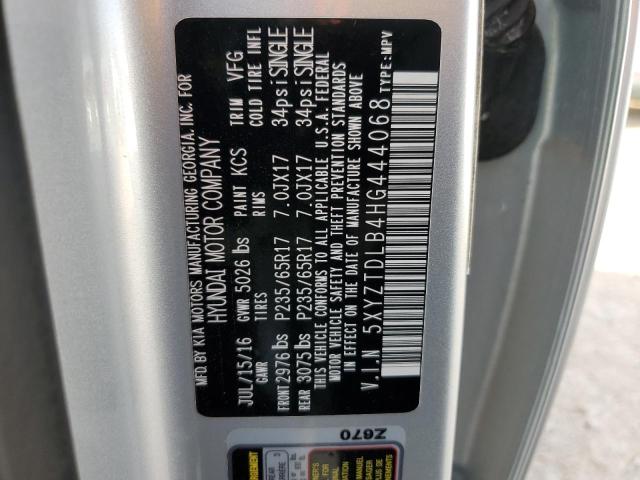 MFD.BY KIA MOTORS MANUFACTURING GEORGIA, INC. FOR
HYUNDAI MOTOR COMPANY
JUL/15/16 GVWR 5026 lbs PAINT KCS TRIM VFG
GAWR TIRES RIMS COLD TIRE INFL
FRONT 2976 lbs P235/65R17 7.0JX17 34psi SINGLE
REAR 3075 lbs P235/65R17 7.0JX17 34psi SINGLE
THIS VEHICLE CONFORMS TO ALL APPLICABLE U.S.A. FEDERAL
MOTOR VEHICLE SAFETY AND THEFT PREVENTION STANDARDS
IN EFFECT ON THE DATE OF MANUFACTURE SHOWN ABOVE
V.I.N 5XYZTDLB4HG444068 TYPE:MPV
Z670